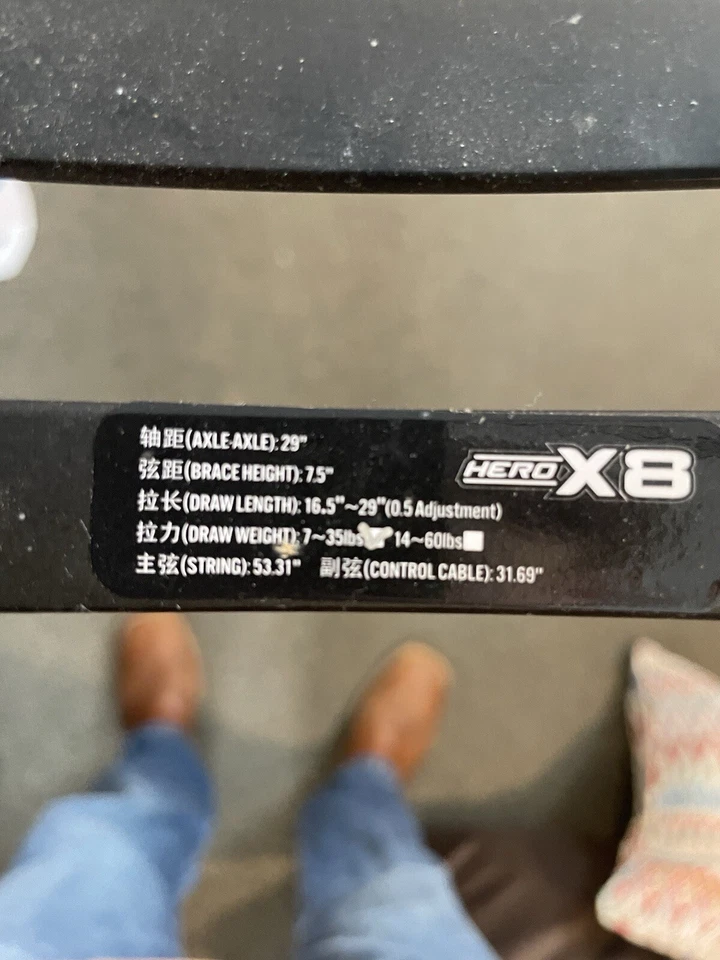 轴距(AXLE-AXLE): 29"
弦距(BRACE HEIGHT): 7.5"
拉长(DRAW LENGTH): 16.5"~29"(0.5 Adjustment)
拉力(DRAW WEIGHT): 7~35lbs 14~60lbs
主弦(STRING): 53.31" 副弦(CONTROL CABLE): 31.69"
HERO X8